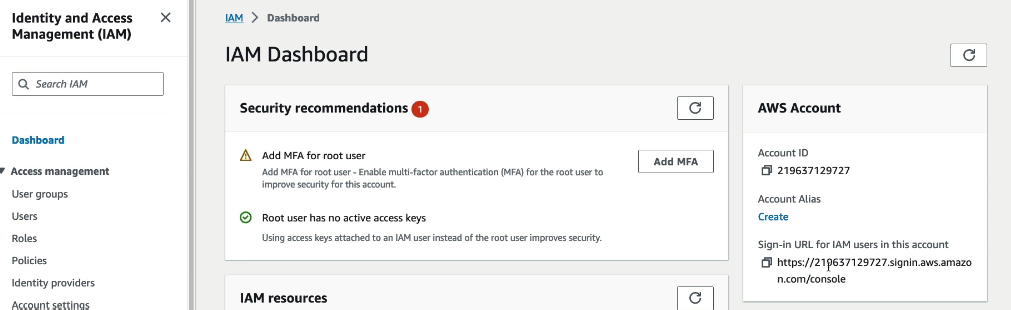 Identity and Access
Management (IAM)
Search IAM
Dashboard
Access management
User groups
Users
Roles
Policies
Identity providers
Account settings
IAM > Dashboard
IAM Dashboard
Security recommendations 1
Add MFA for root user
Add MFA for root user - Enable multi-factor authentication (MFA) for the root user to
improve security for this account.
Add MFA
Root user has no active access keys
Using access keys attached to an IAM user instead of the root user improves security.
IAM resources
AWS Account
Account ID
219637129727
Account Alias
Create
Sign-in URL for IAM users in this account
https://219637129727.signin.aws.amazo
n.com/console